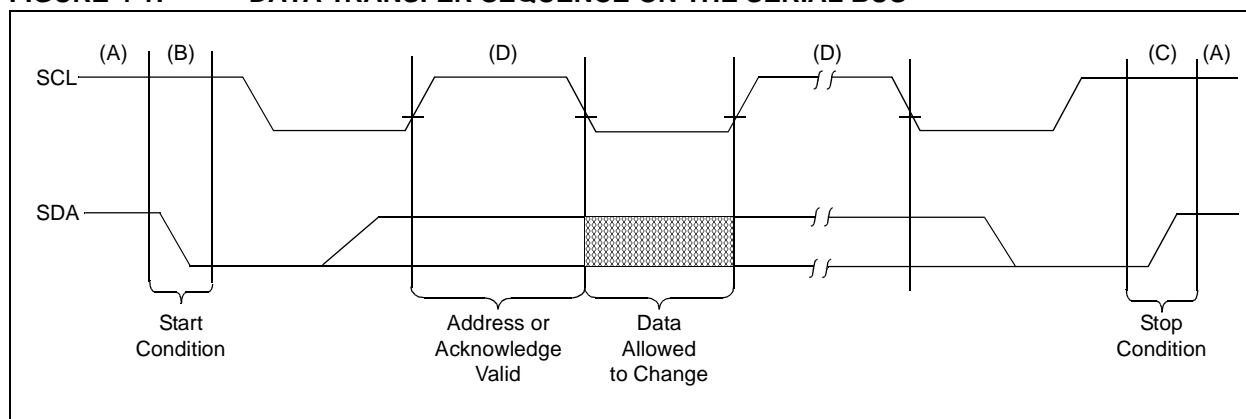 FIGURE 4-1: DATA TRANSFER SEQUENCE ON THE SERIAL BUS
(A) (B) (D) (D) (C) (A)
SCL
SDA
Start
Condition
Address or
Acknowledge
Valid
Data
Allowed
to Change
Stop
Condition